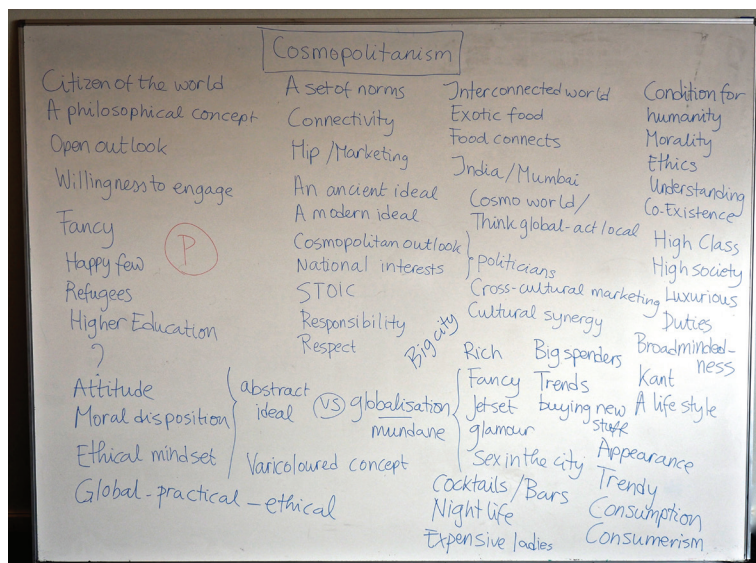 Cosmopolitanism
Citizen of the world
A philosophical concept
Open outlook
Willingness to engage
Fancy
Happy few
P
Refugees
Higher Education
?
Attitude
Moral disposition
Ethical mindset
abstract
ideal
VS
globalisation
mundane
Varicoloured concept
Global - practical - ethical
A set of norms
Connectivity
Hip / Marketing
An ancient ideal
A modern ideal
Cosmopolitan outlook
National interests
politicians
STOIC
Responsibility
Respect
Interconnected world
Exotic food
Food connects
India / Mumbai
Cosmo world /
Think global - act local
Cross-cultural marketing
Cultural synergy
Big city
Rich
Big spenders
Fancy
Trends
Jetset
buying new
stuff
glamour
Sex in the city
Cocktails / Bars
Night life
Expensive ladies
Condition for
humanity
Morality
Ethics
Understanding
Co-Existence
High Class
High society
Luxurious
Duties
Broadminded-
ness
Kant
A life style
Appearance
Trendy
Consumption
Consumerism